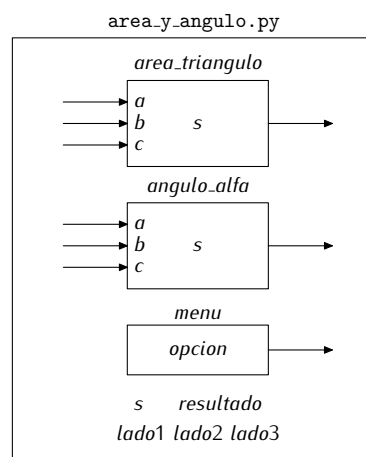 area_y_angulo.py
area_triangulo
a
b s
c
angulo_alfa
a
b s
c
menu
opcion
s resultado
lado1 lado2 lado3